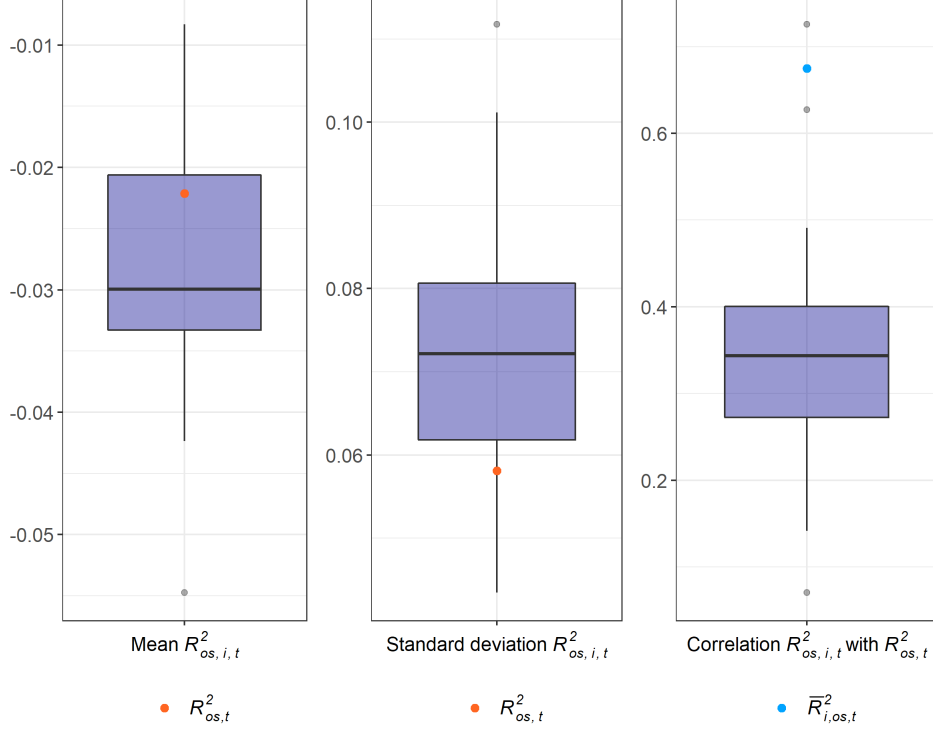 -0.01
-0.02
-0.03
-0.04
-0.05
Mean R²os, i, t
R²os,t
0.10
0.08
0.06
Standard deviation R²os, i, t
R²os, t
0.6
0.4
0.2
Correlation R²os, i, t with R²os, t
R̅²i,os,t